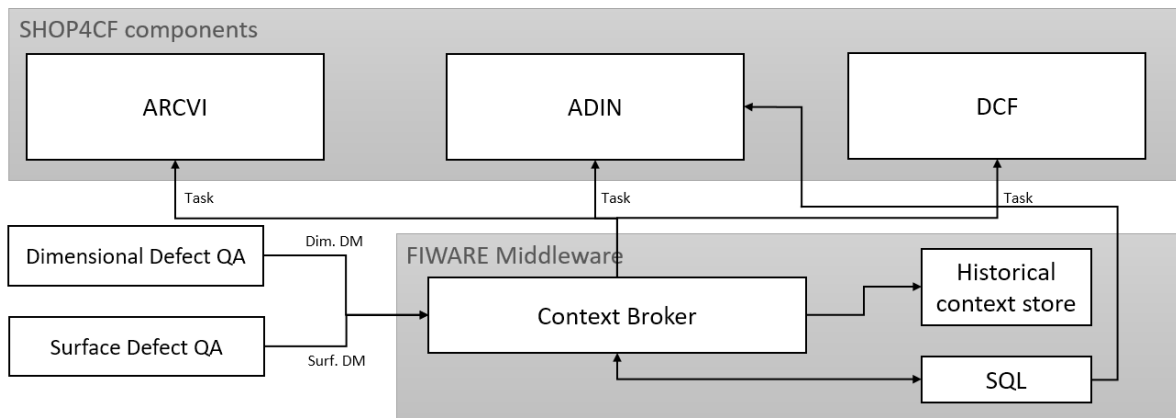 SHOP4CF components
ARCVI
ADIN
DCF
Task
Task
Task
Dimensional Defect QA
Dim. DM
FIWARE Middleware
Historical
context store
Context Broker
Surface Defect QA
Surf. DM
SQL